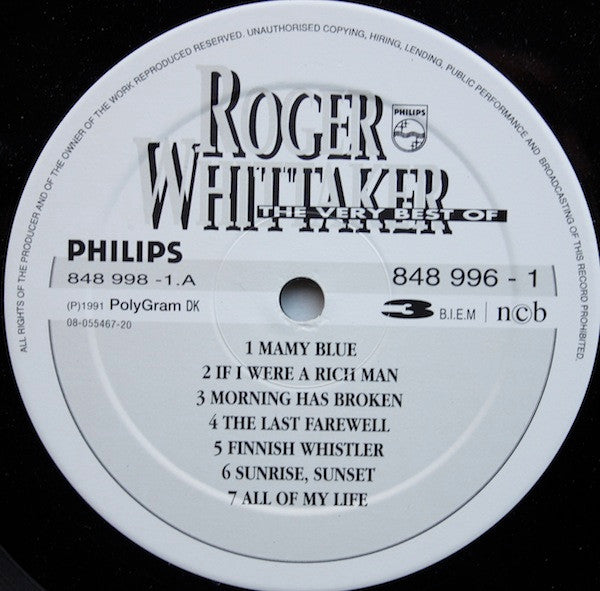 ALL RIGHTS OF THE PRODUCER AND OF THE OWNER OF THE WORK REPRODUCED RESERVED. UNAUTHORISED COPYING, HIRING, LENDING, PUBLIC PERFORMANCE AND BROADCASTING OF THIS RECORD PROHIBITED.
ROGER
PHILIPS
WHITTAKER
THE VERY BEST OF
PHILIPS
848 998 -1.A
848 996 - 1
(P)1991 PolyGram DK
3 B.I.E.M n©b
08-055467-20
1 MAMY BLUE
2 IF I WERE A RICH MAN
3 MORNING HAS BROKEN
4 THE LAST FAREWELL
5 FINNISH WHISTLER
6 SUNRISE, SUNSET
7 ALL OF MY LIFE